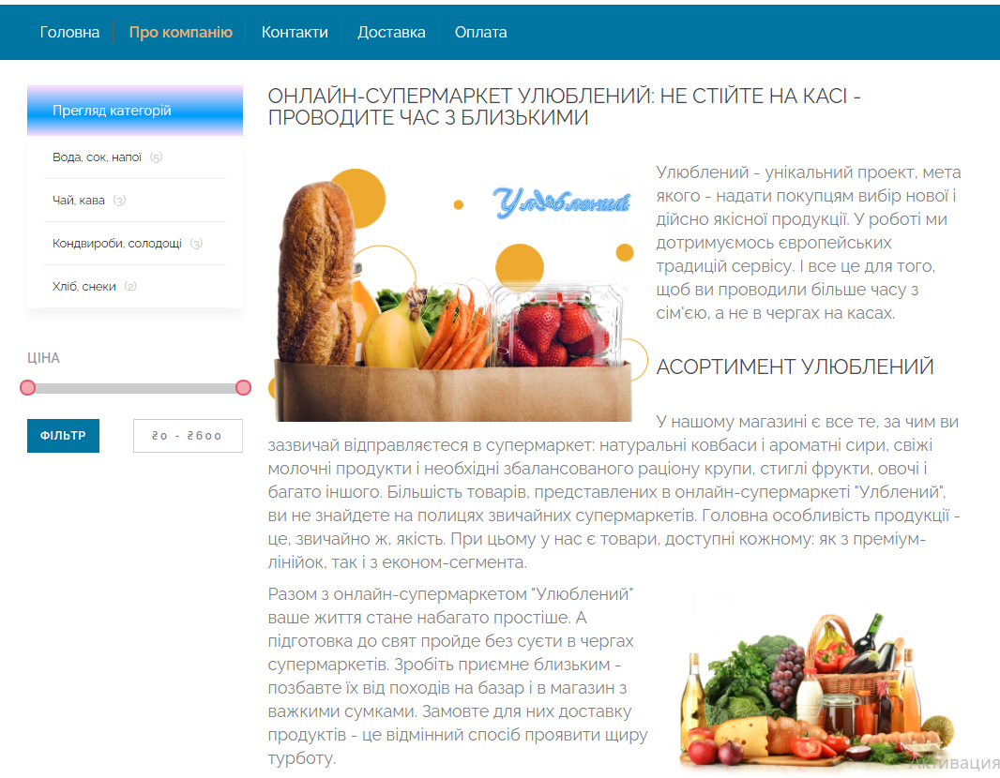 Головна
Про компанію
Контакти
Доставка
Оплата
Прегляд категорій
Вода, сок, напої (5)
Чай, кава (3)
Кондвироби, солодощі (3)
Хліб, снеки (2)
ЦІНА
ФІЛЬТР
₴0 - ₴600
ОНЛАЙН-СУПЕРМАРКЕТ УЛЮБЛЕНИЙ: НЕ СТІЙТЕ НА КАСІ -
ПРОВОДИТЕ ЧАС З БЛИЗЬКИМИ
Улюблений
Улюблений - унікальний проект, мета
якого - надати покупцям вибір нової і
дійсно якісної продукції. У роботі ми
дотримуємось європейських
традицій сервісу. І все це для того,
щоб ви проводили більше часу з
сім'єю, а не в чергах на касах.
АСОРТИМЕНТ УЛЮБЛЕНИЙ
У нашому магазині є все те, за чим ви
зазвичай відправляєтеся в супермаркет: натуральні ковбаси і ароматні сири, свіжі
молочні продукти і необхідні збалансованого раціону крупи, стиглі фрукти, овочі і
багато іншого. Більшість товарів, представлених в онлайн-супермаркеті "Улблений",
ви не знайдете на полицях звичайних супермаркетів. Головна особливість продукції -
це, звичайно ж, якість. При цьому у нас є товари, доступні кожному: як з преміум-
лінійок, так і з економ-сегмента.
Разом з онлайн-супермаркетом "Улюблений"
ваше життя стане набагато простіше. А
підготовка до свят пройде без суєти в чергах
супермаркетів. Зробіть приємне близьким -
позбавте їх від походів на базар і в магазин з
важкими сумками. Замовте для них доставку
продуктів - це відмінний спосіб проявити щиру
турботу.
Активация